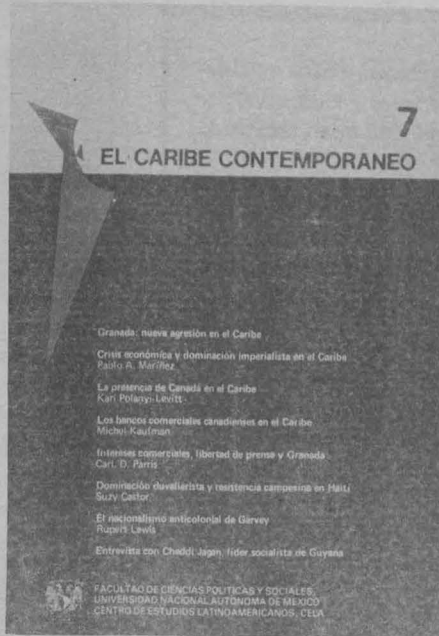 7
EL CARIBE CONTEMPORANEO
Granada: nueva agresión en el Caribe
Crisis económica y dominación imperialista en el Caribe
Pablo A. Maríñez
La presencia de Canadá en el Caribe
Kari Polanyi-Levitt
Los bancos comerciales canadienses en el Caribe
Michel Kaufman
Intereses comerciales, libertad de prensa y Granada
Carl. D. Parris
Dominación duvalierista y resistencia campesina en Haití
Suzy Castor
El nacionalismo anticolonial de Garvey
Rupert Lewis
Entrevista con Cheddi Jagan, líder socialista de Guyana
FACULTAD DE CIENCIAS POLITICAS Y SOCIALES,
UNIVERSIDAD NACIONAL AUTONOMA DE MEXICO
CENTRO DE ESTUDIOS LATINOAMERICANOS, CELA